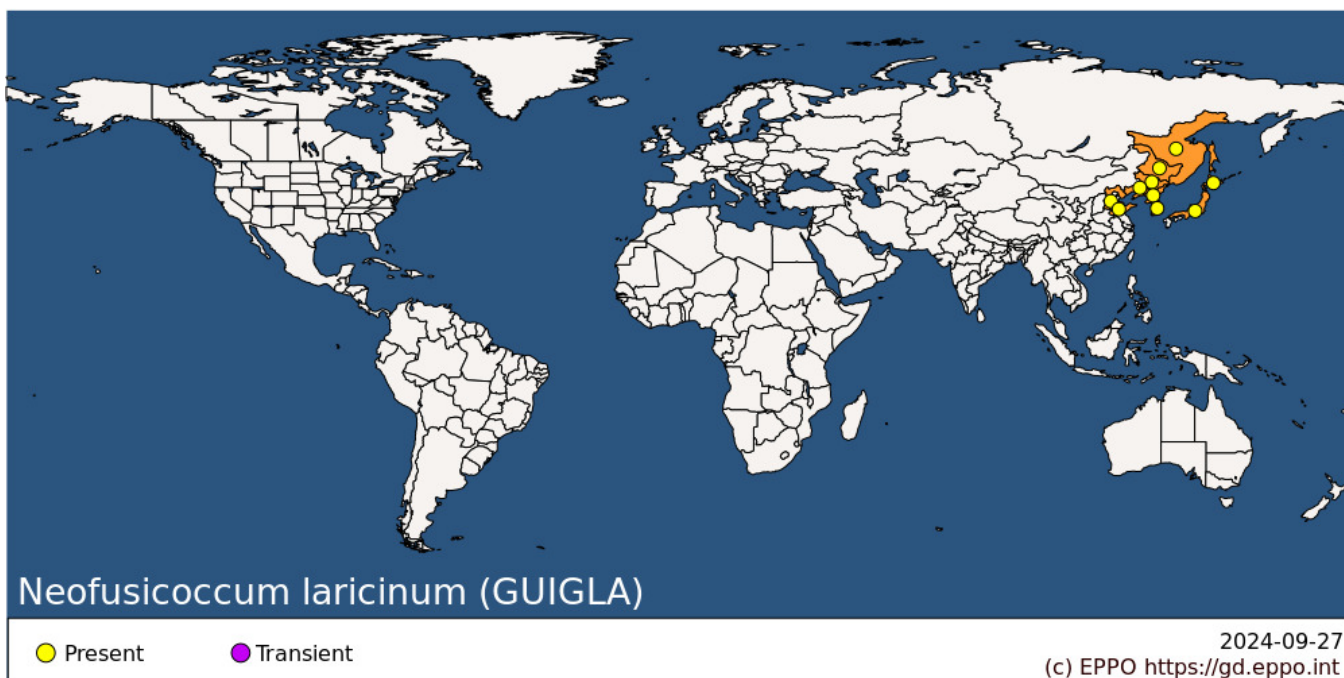 Neofusicoccum laricinum (GUIGLA)
Present
Transient
2024-09-27
(c) EPPO https://gd.eppo.int